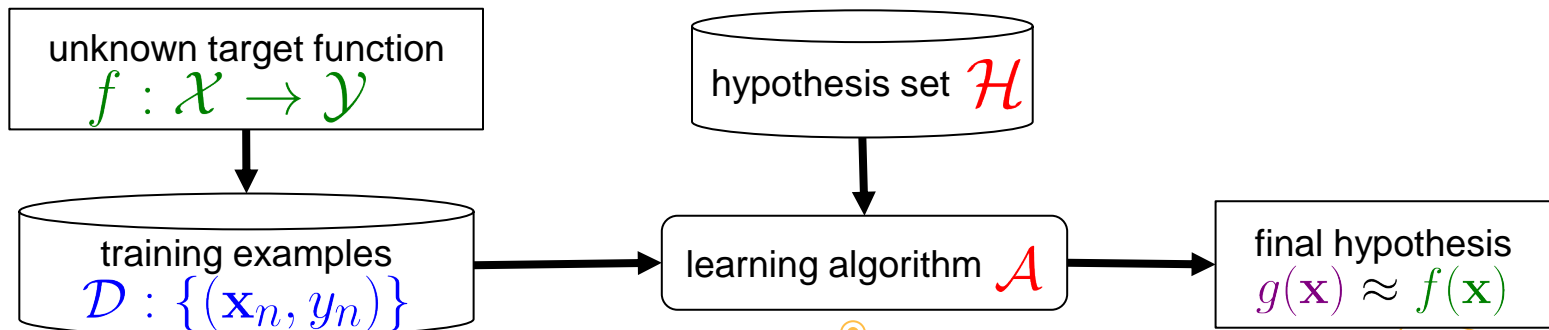 unknown target function
f : 𝒳 → 𝒴
hypothesis set ℋ
training examples
𝒟 : {(𝐱ₙ, yₙ)}
learning algorithm 𝒜
final hypothesis
g(𝐱) ≈ f(𝐱)